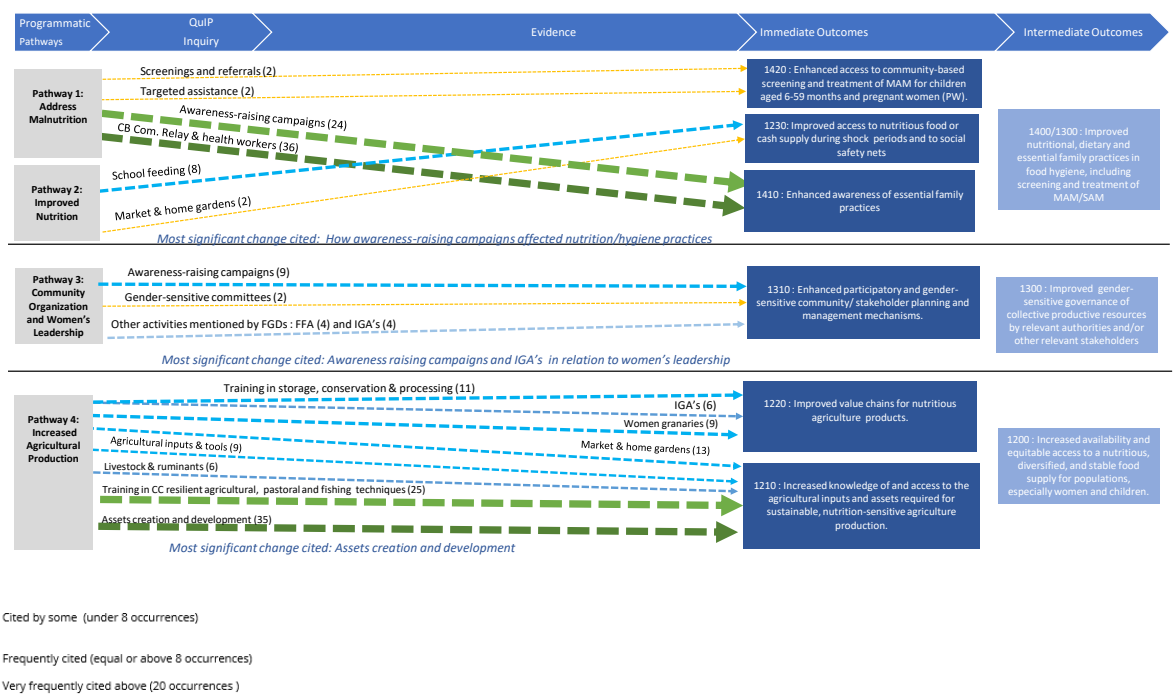 Programmatic
Pathways
QuIP
Inquiry
Evidence
Immediate Outcomes
Intermediate Outcomes
Pathway 1:
Address
Malnutrition
Screenings and referrals (2)
Targeted assistance (2)
Awareness-raising campaigns (24)
CB Com. Relay & health workers (36)
Pathway 2:
Improved
Nutrition
School feeding (8)
Market & home gardens (2)
Most significant change cited: How awareness-raising campaigns affected nutrition/hygiene practices
1420 : Enhanced access to community-based
screening and treatment of MAM for children
aged 6-59 months and pregnant women (PW).
1230: Improved access to nutritious food or
cash supply during shock periods and to social
safety nets
1410 : Enhanced awareness of essential family
practices
1400/1300 : Improved
nutritional, dietary and
essential family practices in
food hygiene, including
screening and treatment of
MAM/SAM
Pathway 3:
Community
Organization
and Women's
Leadership
Awareness-raising campaigns (9)
Gender-sensitive committees (2)
Other activities mentioned by FGDs : FFA (4) and IGA's (4)
Most significant change cited: Awareness raising campaigns and IGA's in relation to women's leadership
1310 : Enhanced participatory and gender-
sensitive community/ stakeholder planning and
management mechanisms.
1300 : Improved gender-
sensitive governance of
collective productive resources
by relevant authorities and/or
other relevant stakeholders
Pathway 4:
Increased
Agricultural
Production
Training in storage, conservation & processing (11)
IGA's (6)
Women granaries (9)
Market & home gardens (13)
Agricultural inputs & tools (9)
Livestock & ruminants (6)
Training in CC resilient agricultural, pastoral and fishing techniques (25)
Assets creation and development (35)
Most significant change cited: Assets creation and development
1220 : Improved value chains for nutritious
agriculture products.
1210 : Increased knowledge of and access to the
agricultural inputs and assets required for
sustainable, nutrition-sensitive agriculture
production.
1200 : Increased availability and
equitable access to a nutritious,
diversified, and stable food
supply for populations,
especially women and children.
Cited by some (under 8 occurrences)
Frequently cited (equal or above 8 occurrences)
Very frequently cited above (20 occurrences )